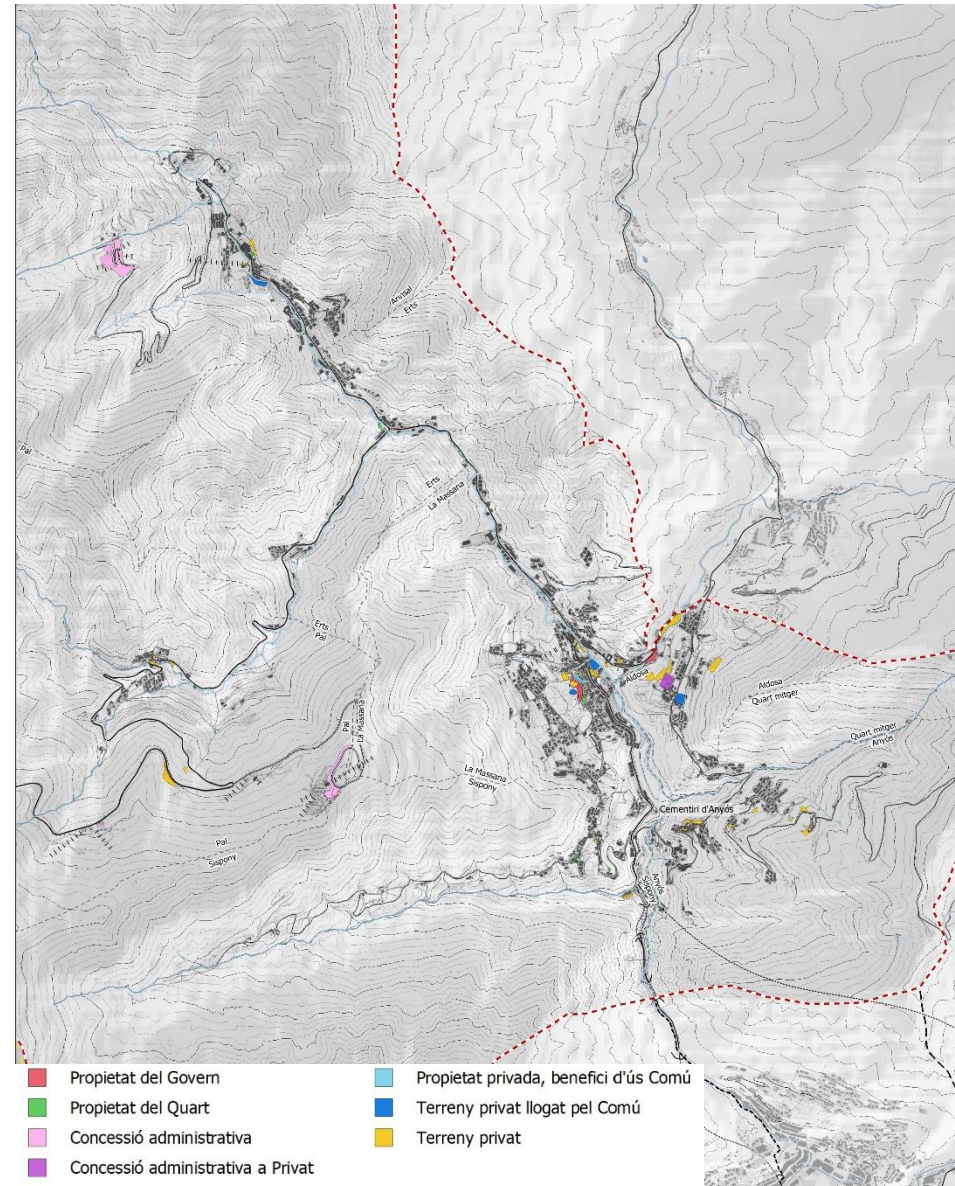 Arinsal
Erts
Pal
Erts
La Massana
Erts
Pal
Aldosa
Aldosa
Quart mitger
Quart mitger
Anyós
Pal
La Massana
La Massana
Sispony
Cementiri d'Anyós
Pal
Sispony
Anyós
Sispony
Propietat del Govern
Propietat del Quart
Concessió administrativa
Concessió administrativa a Privat
Propietat privada, benefici d'ús Comú
Terreny privat llogat pel Comú
Terreny privat